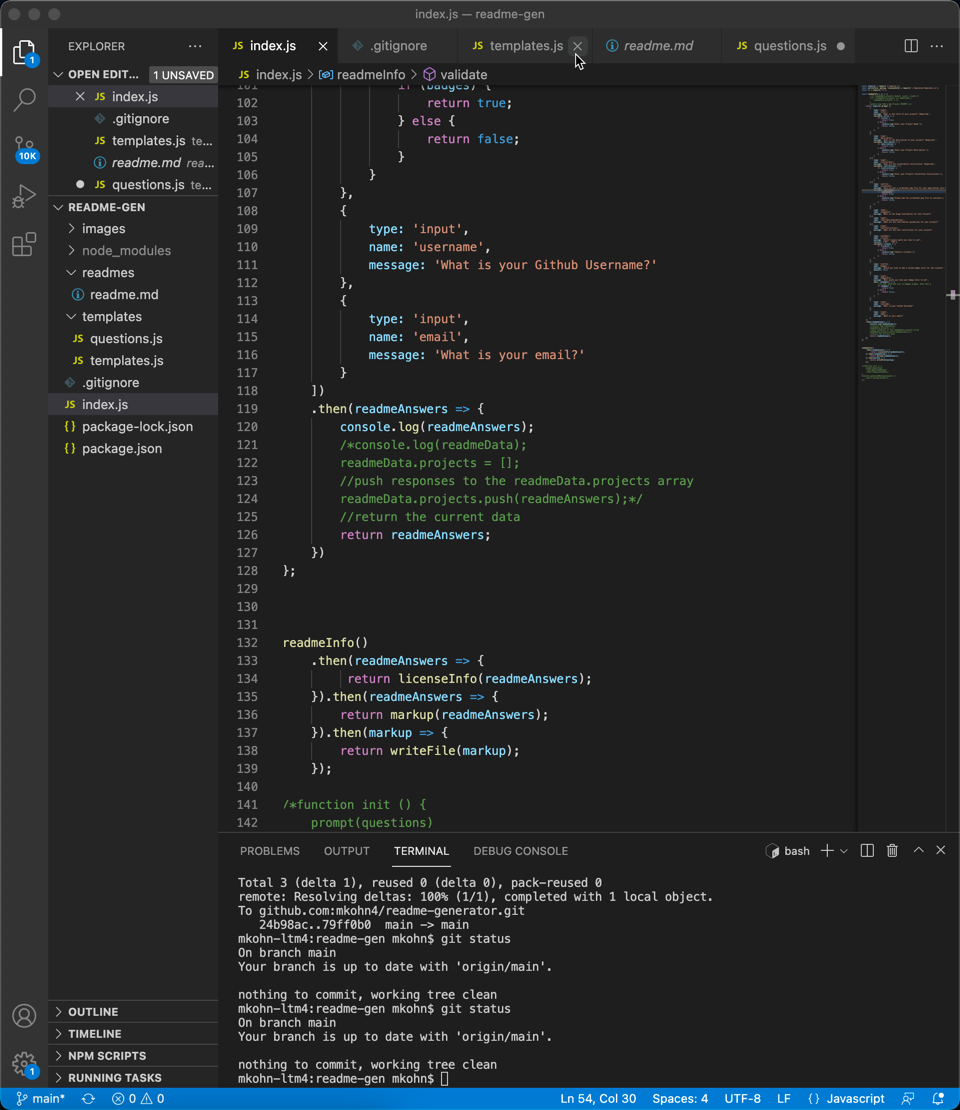 index.js — readme-gen
EXPLORER
index.js
.gitignore
templates.js
readme.md
questions.js
index.js > readmeInfo > validate
OPEN EDIT... 1 UNSAVED
index.js
.gitignore
templates.js te...
readme.md rea...
questions.js te...
README-GEN
images
node_modules
readmes
readme.md
templates
questions.js
templates.js
.gitignore
index.js
package-lock.json
package.json
OUTLINE
TIMELINE
NPM SCRIPTS
RUNNING TASKS
1
10K
1
101 if (badges) {
102 return true;
103 } else {
104 return false;
105 }
106 }
107 },
108 {
109 type: 'input',
110 name: 'username',
111 message: 'What is your Github Username?'
112 },
113 {
114 type: 'input',
115 name: 'email',
116 message: 'What is your email?'
117 }
118 ])
119 .then(readmeAnswers => {
120 console.log(readmeAnswers);
121 /*console.log(readmeData);
122 readmeData.projects = [];
123 //push responses to the readmeData.projects array
124 readmeData.projects.push(readmeAnswers);*/
125 //return the current data
126 return readmeAnswers;
127 })
128 };
129
130
131
132 readmeInfo()
133 .then(readmeAnswers => {
134 return licenseInfo(readmeAnswers);
135 }).then(readmeAnswers => {
136 return markup(readmeAnswers);
137 }).then(markup => {
138 return writeFile(markup);
139 });
140
141 /*function init () {
142 prompt(questions)
PROBLEMS OUTPUT TERMINAL DEBUG CONSOLE bash
Total 3 (delta 1), reused 0 (delta 0), pack-reused 0
remote: Resolving deltas: 100% (1/1), completed with 1 local object.
To github.com:mkohn4/readme-generator.git
24b98ac..79ff0b0 main -> main
mkohn-ltm4:readme-gen mkohn$ git status
On branch main
Your branch is up to date with 'origin/main'.
nothing to commit, working tree clean
mkohn-ltm4:readme-gen mkohn$ git status
On branch main
Your branch is up to date with 'origin/main'.
nothing to commit, working tree clean
mkohn-ltm4:readme-gen mkohn$
main* 0 0 Ln 54, Col 30 Spaces: 4 UTF-8 LF {} Javascript